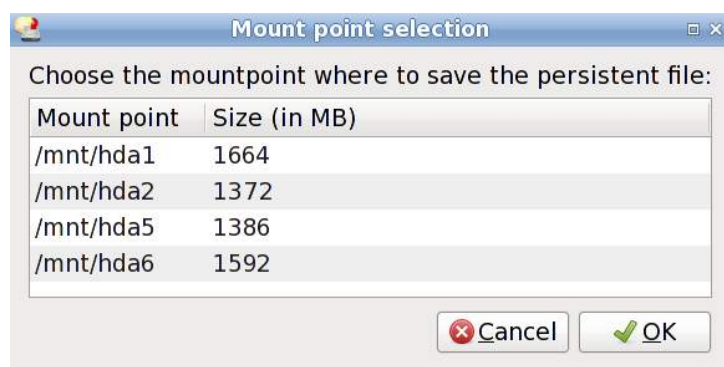 Mount point selection
Choose the mountpoint where to save the persistent file:
Mount point Size (in MB)
/mnt/hda1 1664
/mnt/hda2 1372
/mnt/hda5 1386
/mnt/hda6 1592
Cancel OK